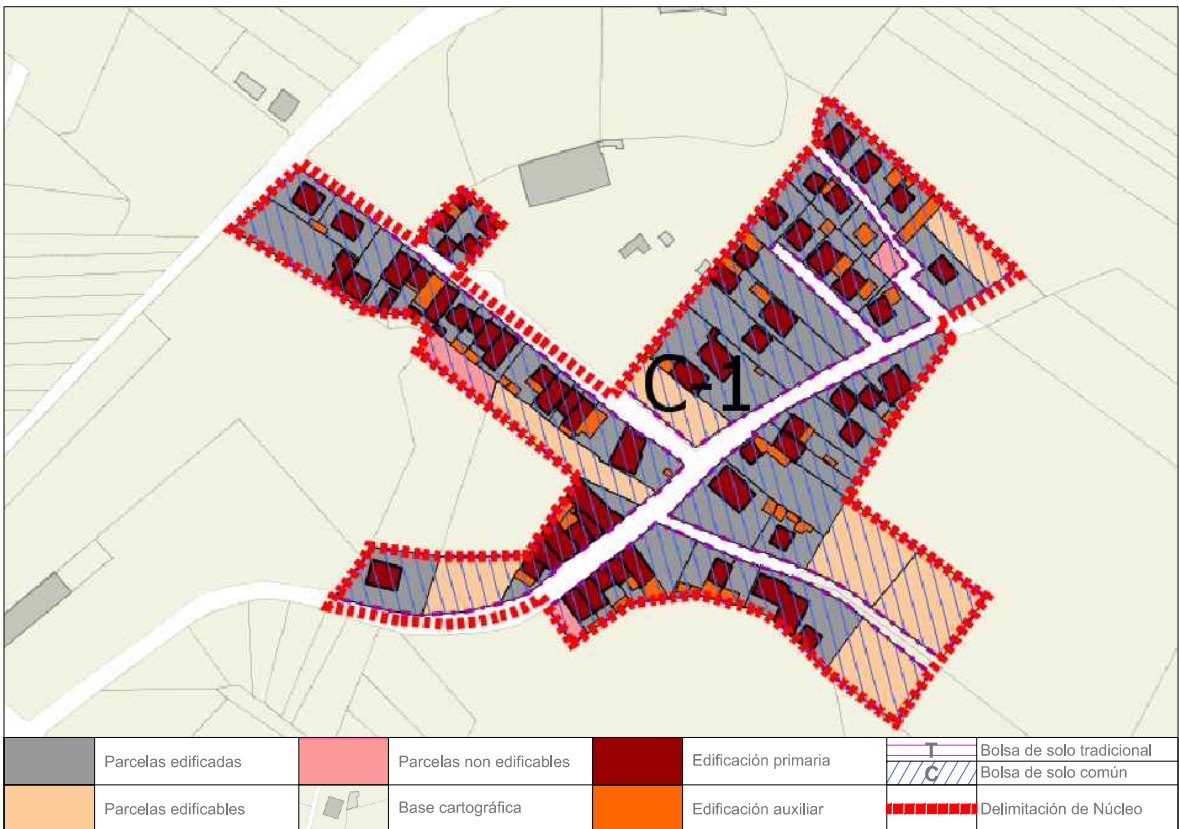 C-1
Parcelas edificadas
Parcelas non edificables
Edificación primaria
T
Bolsa de solo tradicional
C
Bolsa de solo común
Parcelas edificables
Base cartográfica
Edificación auxiliar
Delimitación de Núcleo